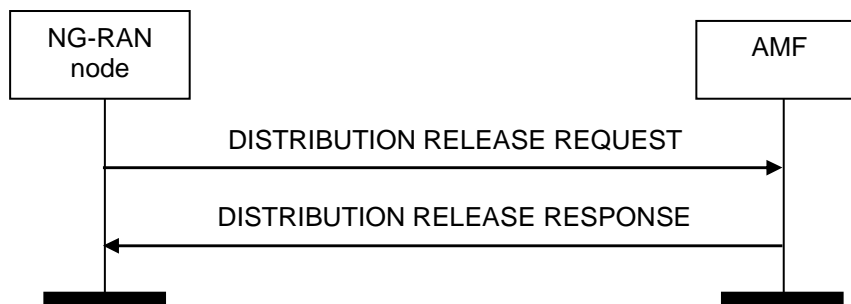 NG-RAN
node
AMF
DISTRIBUTION RELEASE REQUEST
DISTRIBUTION RELEASE RESPONSE